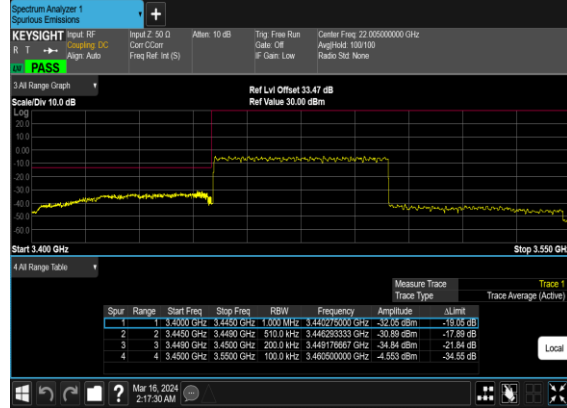 Spectrum Analyzer 1
Spurious Emissions
+
KEYSIGHT Input: RF Input Z: 50 Ω Atten: 10 dB Trig: Free Run Center Freq: 22.005000000 GHz
R T Coupling: DC Corr CCorr Gate: Off Avg|Hold: 100/100
Align: Auto Freq Ref: Int (S) IF Gain: Low Radio Std: None
PASS
3 All Range Graph
Ref Lvl Offset 33.47 dB
Scale/Div 10.0 dB Ref Value 30.00 dBm
Log
20.0
10.0
0.00
-10.0
-20.0
-30.0
-40.0
-50.0
-60.0
Start 3.400 GHz Stop 3.550 GHz
4 All Range Table
Measure Trace Trace 1
Trace Type Trace Average (Active)
Spur Range Start Freq Stop Freq RBW Frequency Amplitude ΔLimit
1 1 3.4000 GHz 3.4450 GHz 1.000 MHz 3.440275000 GHz -32.05 dBm -19.05 dB
2 2 3.4450 GHz 3.4490 GHz 510.0 kHz 3.446293333 GHz -30.89 dBm -17.89 dB
3 3 3.4490 GHz 3.4500 GHz 200.0 kHz 3.449176667 GHz -34.84 dBm -21.84 dB
4 4 3.4500 GHz 3.5500 GHz 100.0 kHz 3.460500000 GHz -4.553 dBm -34.55 dB
Local
? Mar 16, 2024
2:17:30 AM